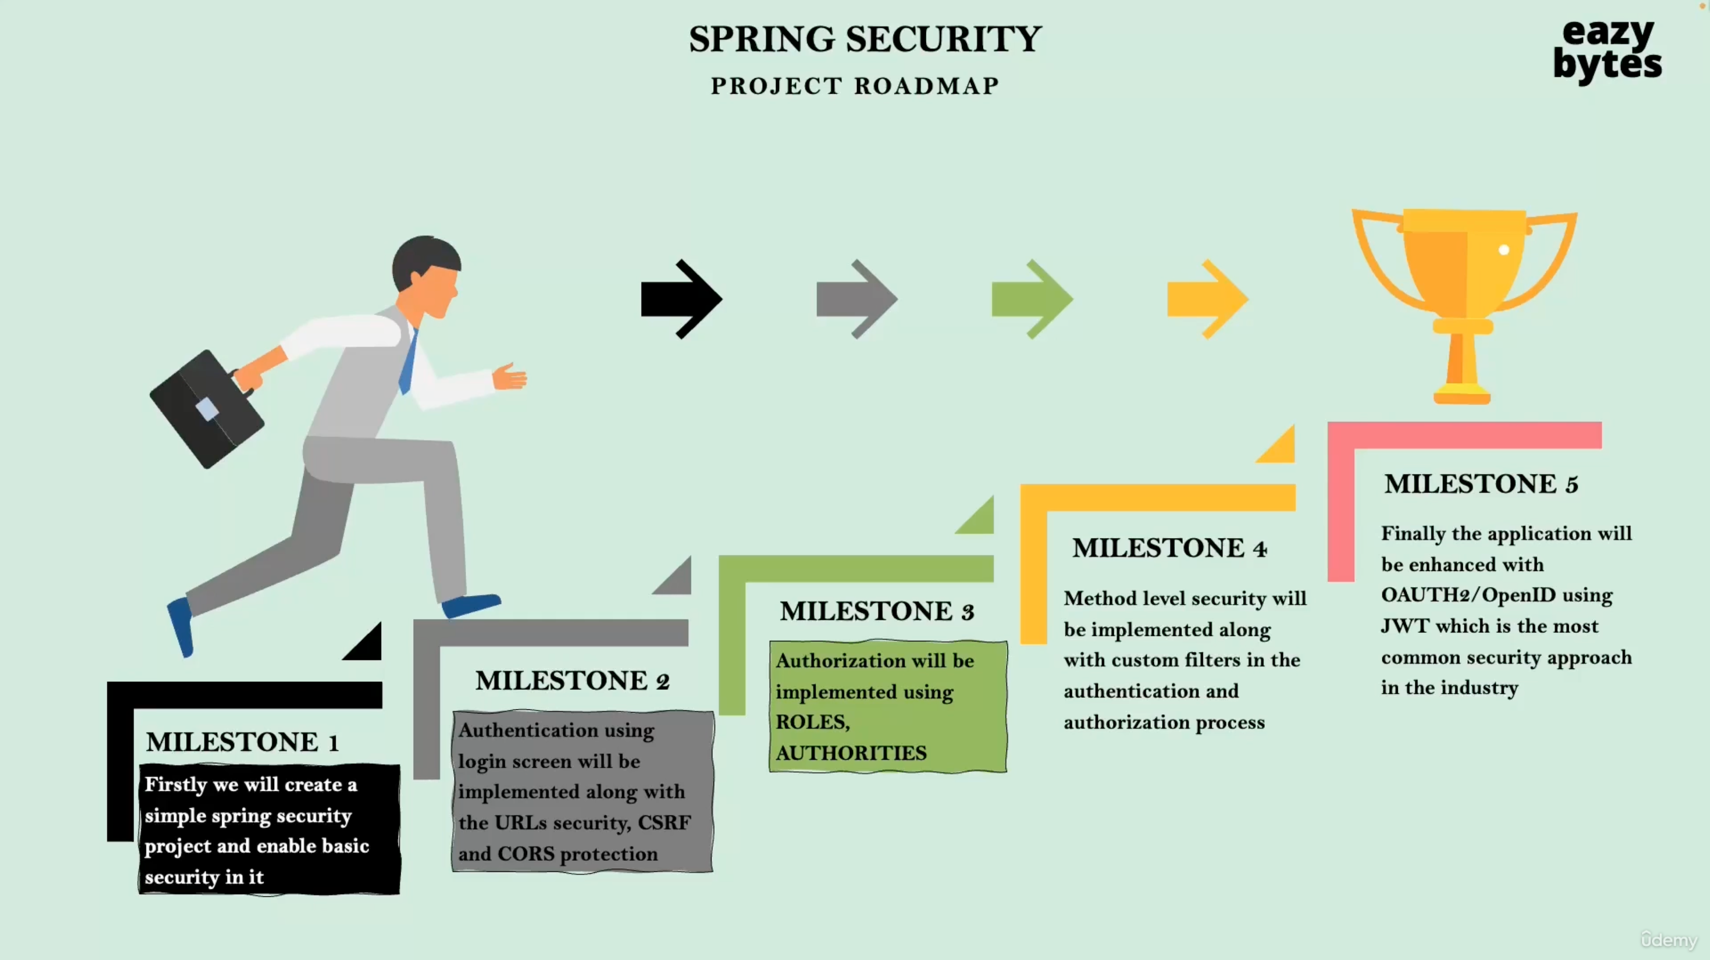 SPRING SECURITY
PROJECT ROADMAP
eazy
bytes
MILESTONE 1
Firstly we will create a
simple spring security
project and enable basic
security in it
MILESTONE 2
Authentication using
login screen will be
implemented along with
the URLs security, CSRF
and CORS protection
MILESTONE 3
Authorization will be
implemented using
ROLES,
AUTHORITIES
MILESTONE 4
Method level security will
be implemented along
with custom filters in the
authentication and
authorization process
MILESTONE 5
Finally the application will
be enhanced with
OAUTH2/OpenID using
JWT which is the most
common security approach
in the industry
ûdemy